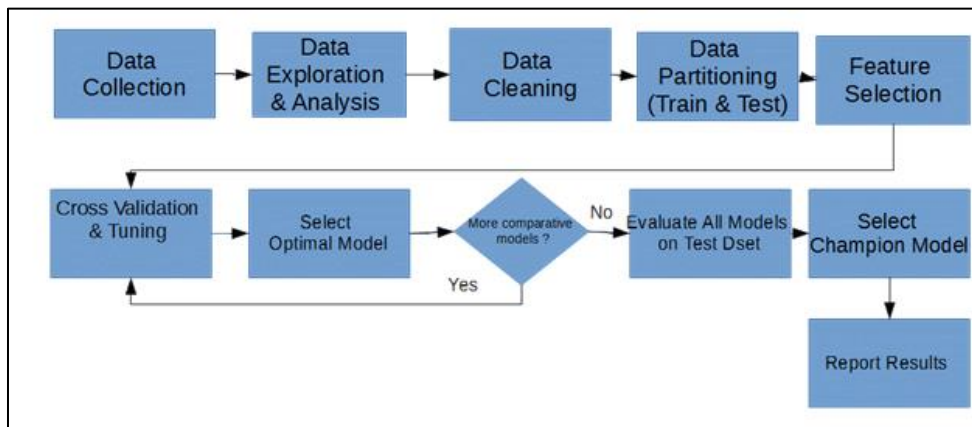 Data
Collection
Data
Exploration
& Analysis
Data
Cleaning
Data
Partitioning
(Train & Test)
Feature
Selection
Cross Validation
& Tuning
Select
Optimal Model
More comparative
models ?
No
Yes
Evaluate All Models
on Test Dset
Select
Champion Model
Report Results